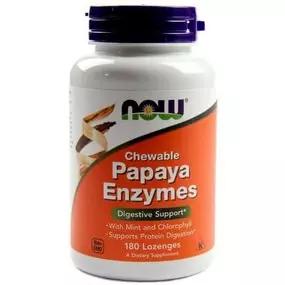 NOW
Chewable
Papaya
Enzymes
Digestive Support*
•With Mint and Chlorophyll
•Supports Protein Digestion*
180 Lozenges
A Dietary Supplement
K